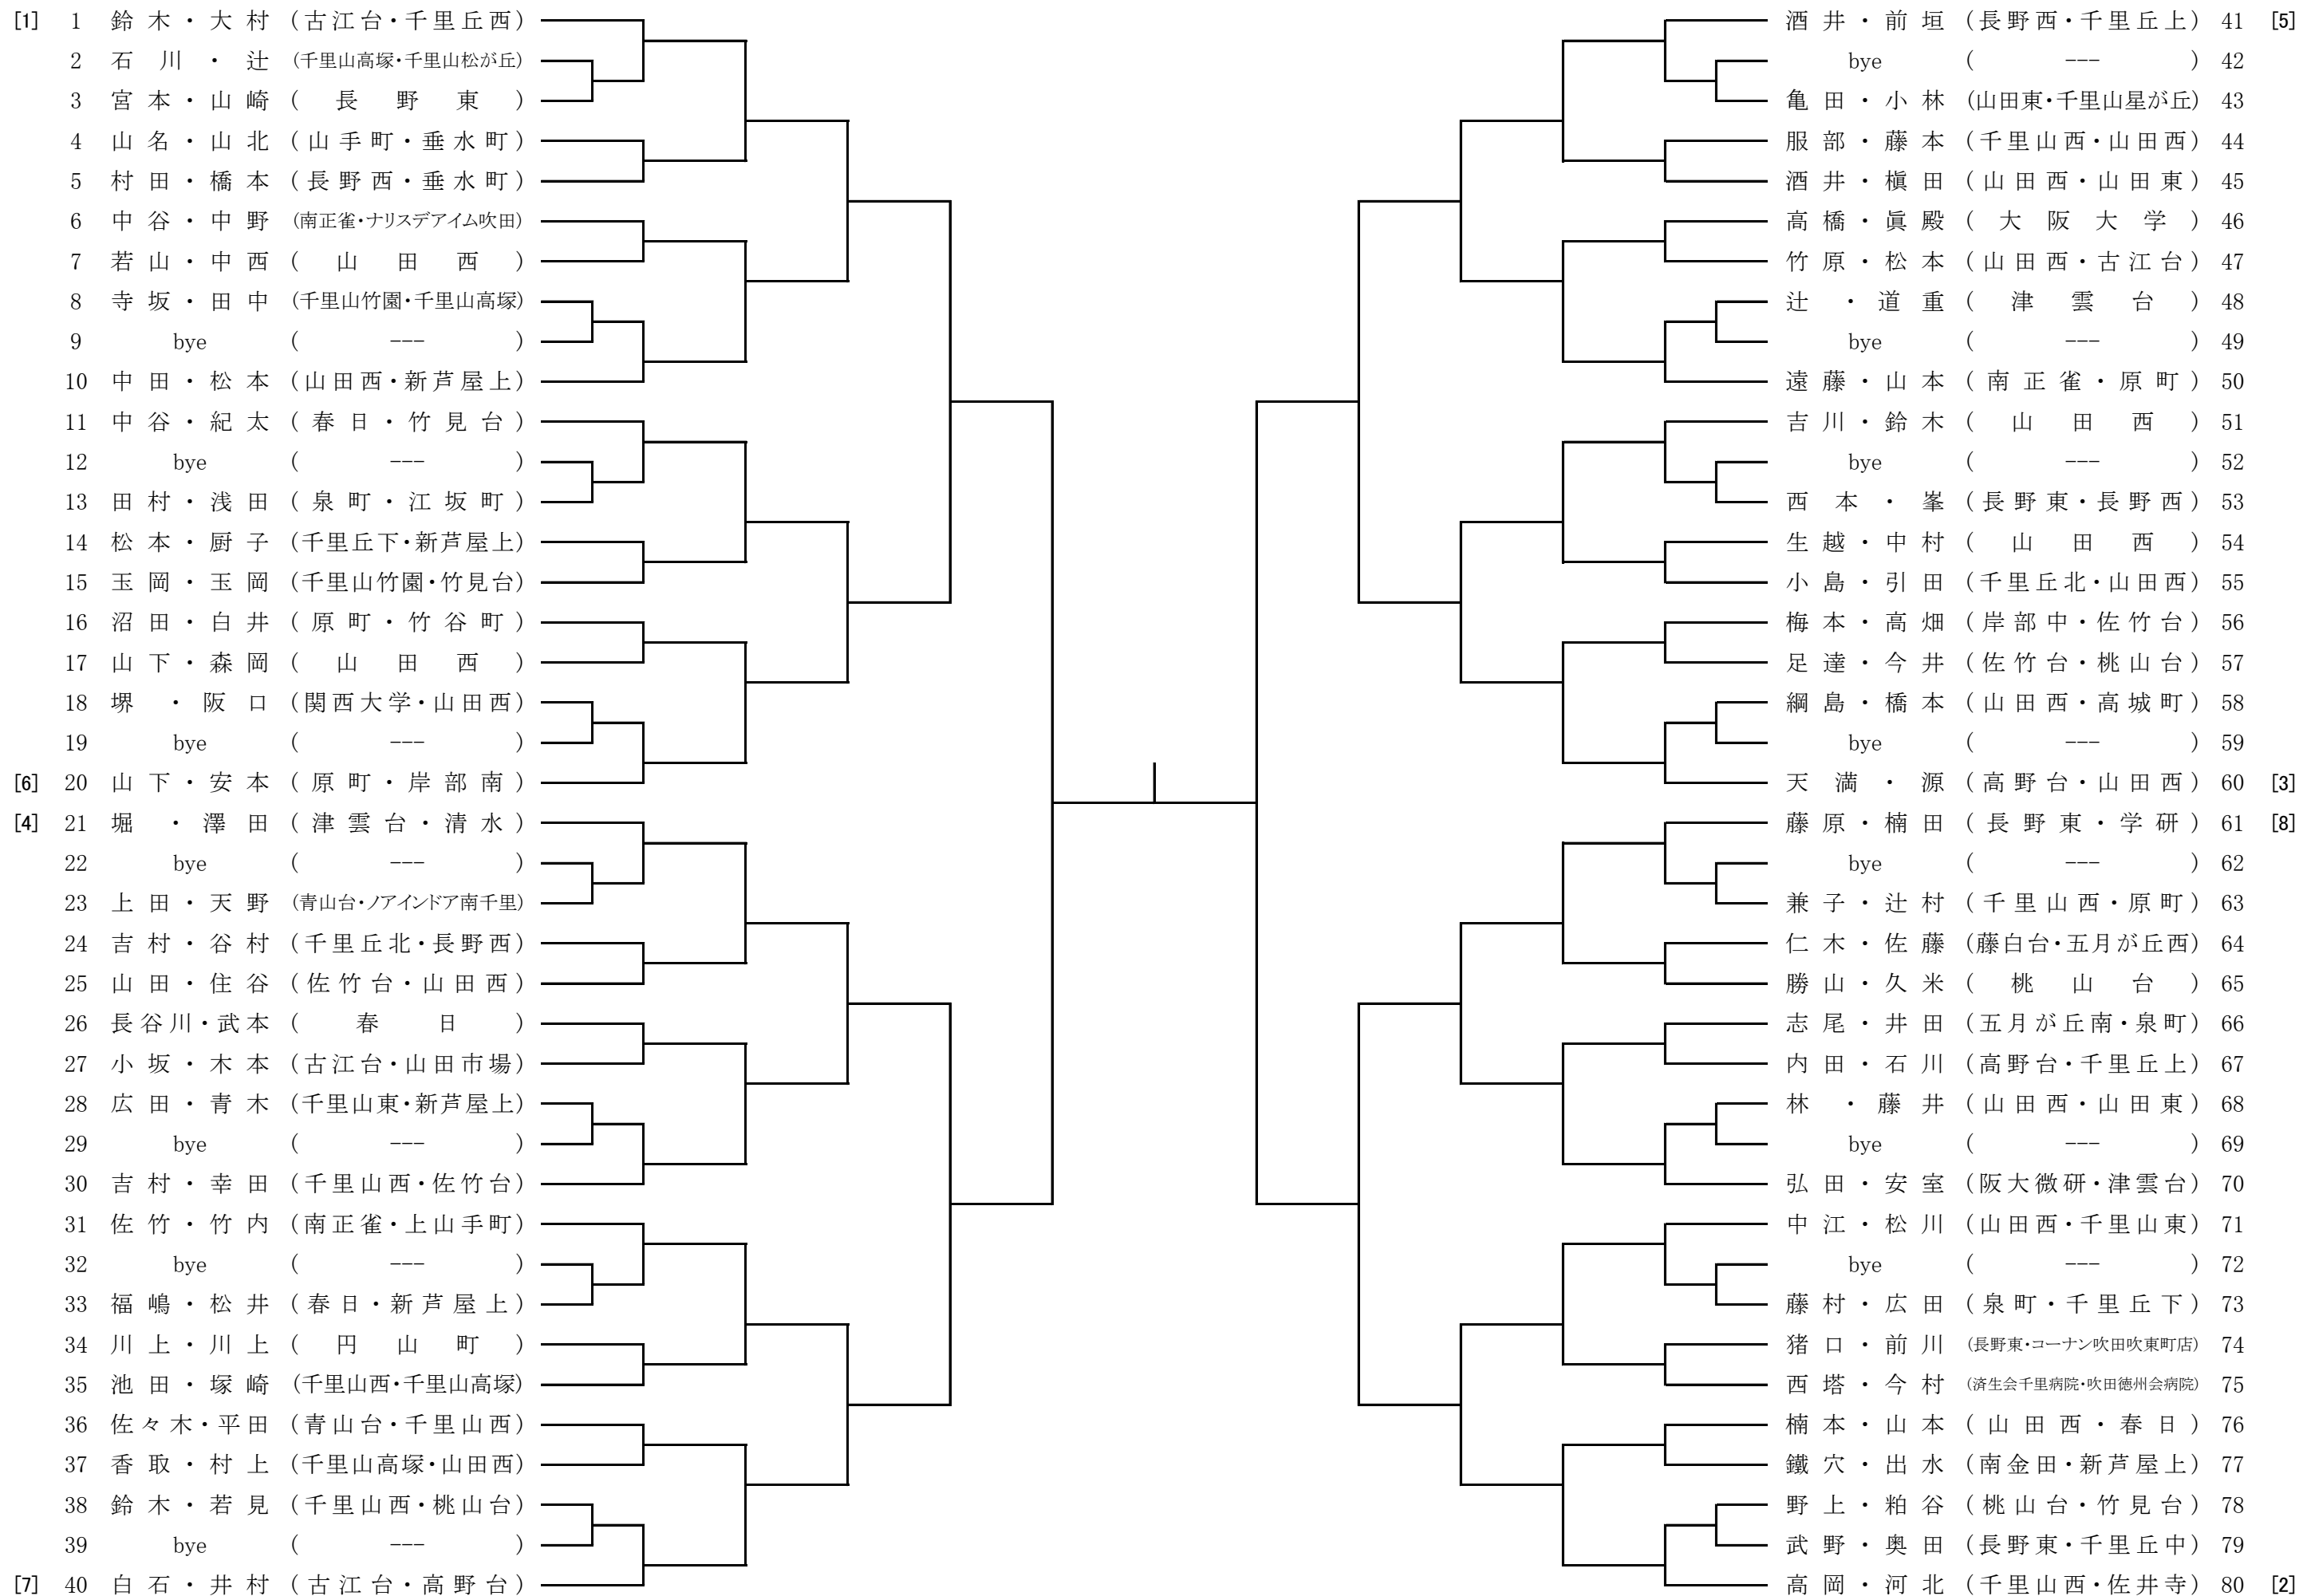 [1] 1 鈴木・大村 (古江台・千里丘西)
2 石川・辻 (千里山高塚・千里山松が丘)
3 宮本・山崎 (長野東)
4 山名・山北 (山手町・垂水町)
5 村田・橋本 (長野西・垂水町)
6 中谷・中野 (南正雀・ナリスデアイム吹田)
7 若山・中西 (山田西)
8 寺坂・田中 (千里山竹園・千里山高塚)
9 bye (---)
10 中田・松本 (山田西・新芦屋上)
11 中谷・紀太 (春日・竹見台)
12 bye (---)
13 田村・浅田 (泉町・江坂町)
14 松本・厨子 (千里丘下・新芦屋上)
15 玉岡・玉岡 (千里山竹園・竹見台)
16 沼田・白井 (原町・竹谷町)
17 山下・森岡 (山田西)
18 堺・阪口 (関西大学・山田西)
19 bye (---)
[6] 20 山下・安本 (原町・岸部南)
[4] 21 堀・澤田 (津雲台・清水)
22 bye (---)
23 上田・天野 (青山台・ノアインドア南千里)
24 吉村・谷村 (千里丘北・長野西)
25 山田・住谷 (佐竹台・山田西)
26 長谷川・武本 (春日)
27 小坂・木本 (古江台・山田市場)
28 広田・青木 (千里山東・新芦屋上)
29 bye (---)
30 吉村・幸田 (千里山西・佐竹台)
31 佐竹・竹内 (南正雀・上山手町)
32 bye (---)
33 福嶋・松井 (春日・新芦屋上)
34 川上・川上 (円山町)
35 池田・塚崎 (千里山西・千里山高塚)
36 佐々木・平田 (青山台・千里山西)
37 香取・村上 (千里山高塚・山田西)
38 鈴木・若見 (千里山西・桃山台)
39 bye (---)
[7] 40 白石・井村 (古江台・高野台)
酒井・前垣 (長野西・千里丘上) 41 [5]
bye (---) 42
亀田・小林 (山田東・千里山星が丘) 43
服部・藤本 (千里山西・山田西) 44
酒井・槇田 (山田西・山田東) 45
高橋・眞殿 (大阪大学) 46
竹原・松本 (山田西・古江台) 47
辻・道重 (津雲台) 48
bye (---) 49
遠藤・山本 (南正雀・原町) 50
吉川・鈴木 (山田西) 51
bye (---) 52
西本・峯 (長野東・長野西) 53
生越・中村 (山田西) 54
小島・引田 (千里丘北・山田西) 55
梅本・高畑 (岸部中・佐竹台) 56
足達・今井 (佐竹台・桃山台) 57
綱島・橋本 (山田西・高城町) 58
bye (---) 59
天満・源 (高野台・山田西) 60 [3]
藤原・楠田 (長野東・学研) 61 [8]
bye (---) 62
兼子・辻村 (千里山西・原町) 63
仁木・佐藤 (藤白台・五月が丘西) 64
勝山・久米 (桃山台) 65
志尾・井田 (五月が丘南・泉町) 66
内田・石川 (高野台・千里丘上) 67
林・藤井 (山田西・山田東) 68
bye (---) 69
弘田・安室 (阪大微研・津雲台) 70
中江・松川 (山田西・千里山東) 71
bye (---) 72
藤村・広田 (泉町・千里丘下) 73
猪口・前川 (長野東・コーナン吹田吹東町店) 74
西塔・今村 (済生会千里病院・吹田徳州会病院) 75
楠本・山本 (山田西・春日) 76
鐵穴・出水 (南金田・新芦屋上) 77
野上・粕谷 (桃山台・竹見台) 78
武野・奥田 (長野東・千里丘中) 79
高岡・河北 (千里山西・佐井寺) 80 [2]